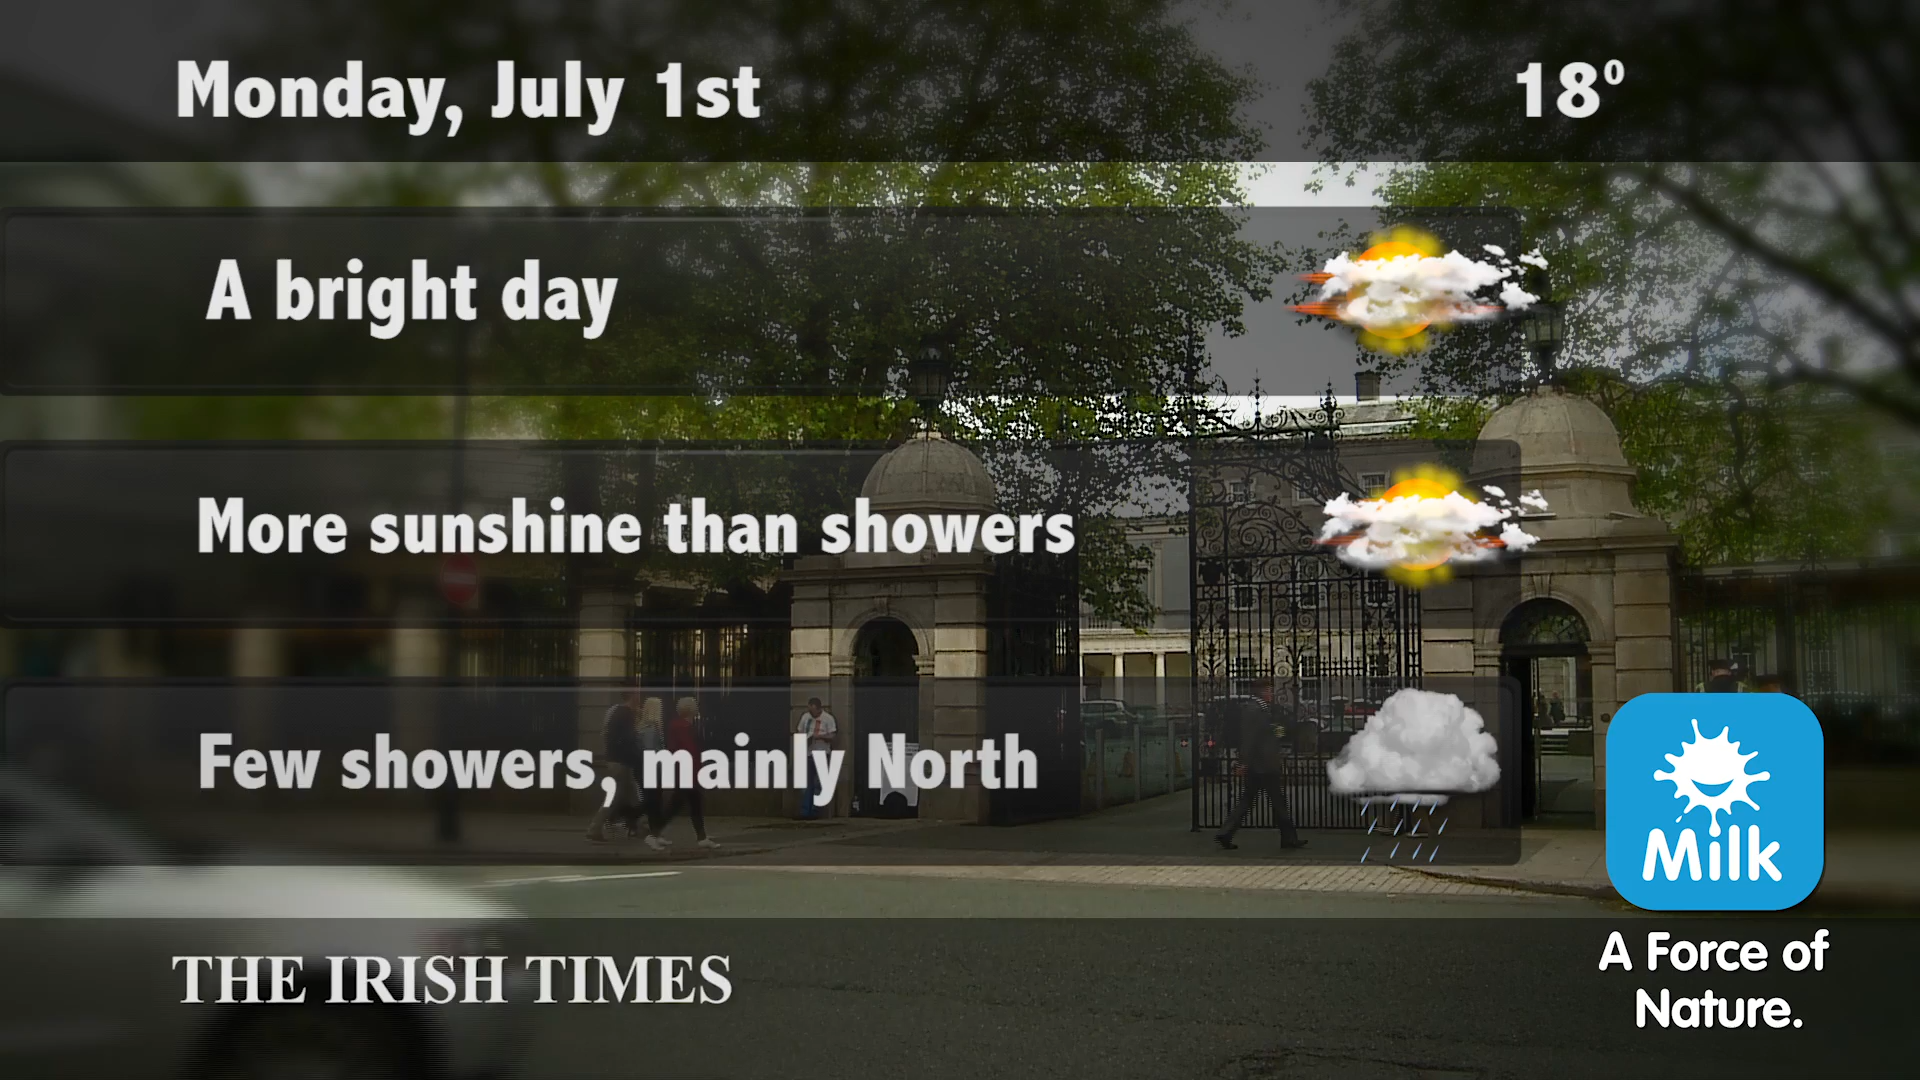 Monday, July 1st
18°
A bright day
More sunshine than showers
Few showers, mainly North
Milk
A Force of
Nature.
THE IRISH TIMES